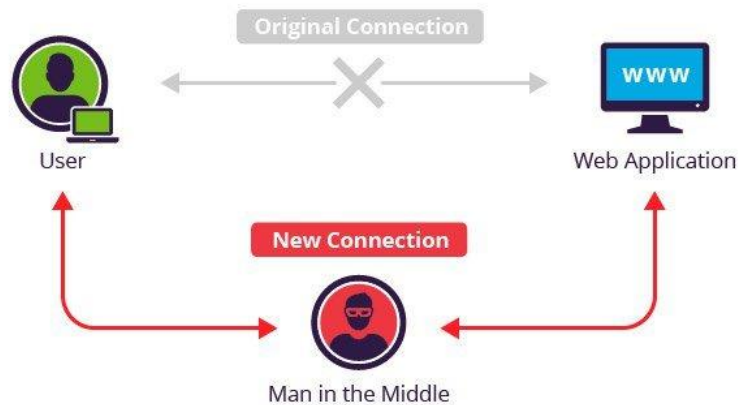 Original Connection
www
User
Web Application
New Connection
Man in the Middle